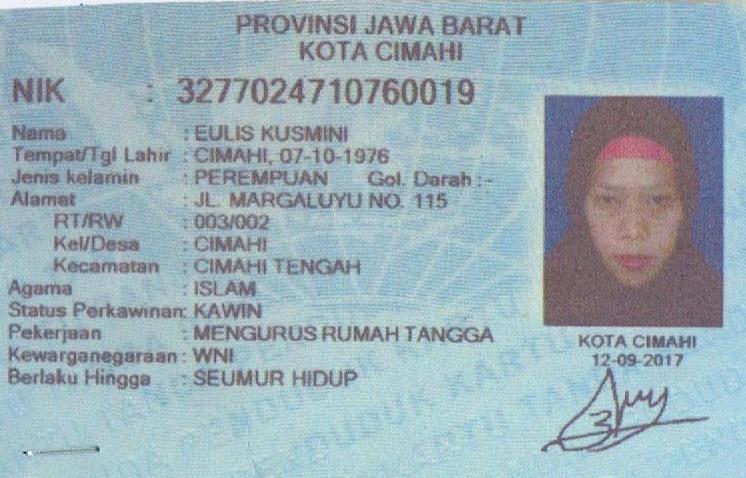 PROVINSI JAWA BARAT
KOTA CIMAHI
NIK : 3277024710760019
Nama : EULIS KUSMINI
Tempat/Tgl Lahir : CIMAHI, 07-10-1976
Jenis kelamin : PEREMPUAN Gol. Darah : -
Alamat : JL. MARGALUYU NO. 115
RT/RW : 003/002
Kel/Desa : CIMAHI
Kecamatan : CIMAHI TENGAH
Agama : ISLAM
Status Perkawinan: KAWIN
Pekerjaan : MENGURUS RUMAH TANGGA
Kewarganegaraan : WNI
Berlaku Hingga : SEUMUR HIDUP
KOTA CIMAHI
12-09-2017